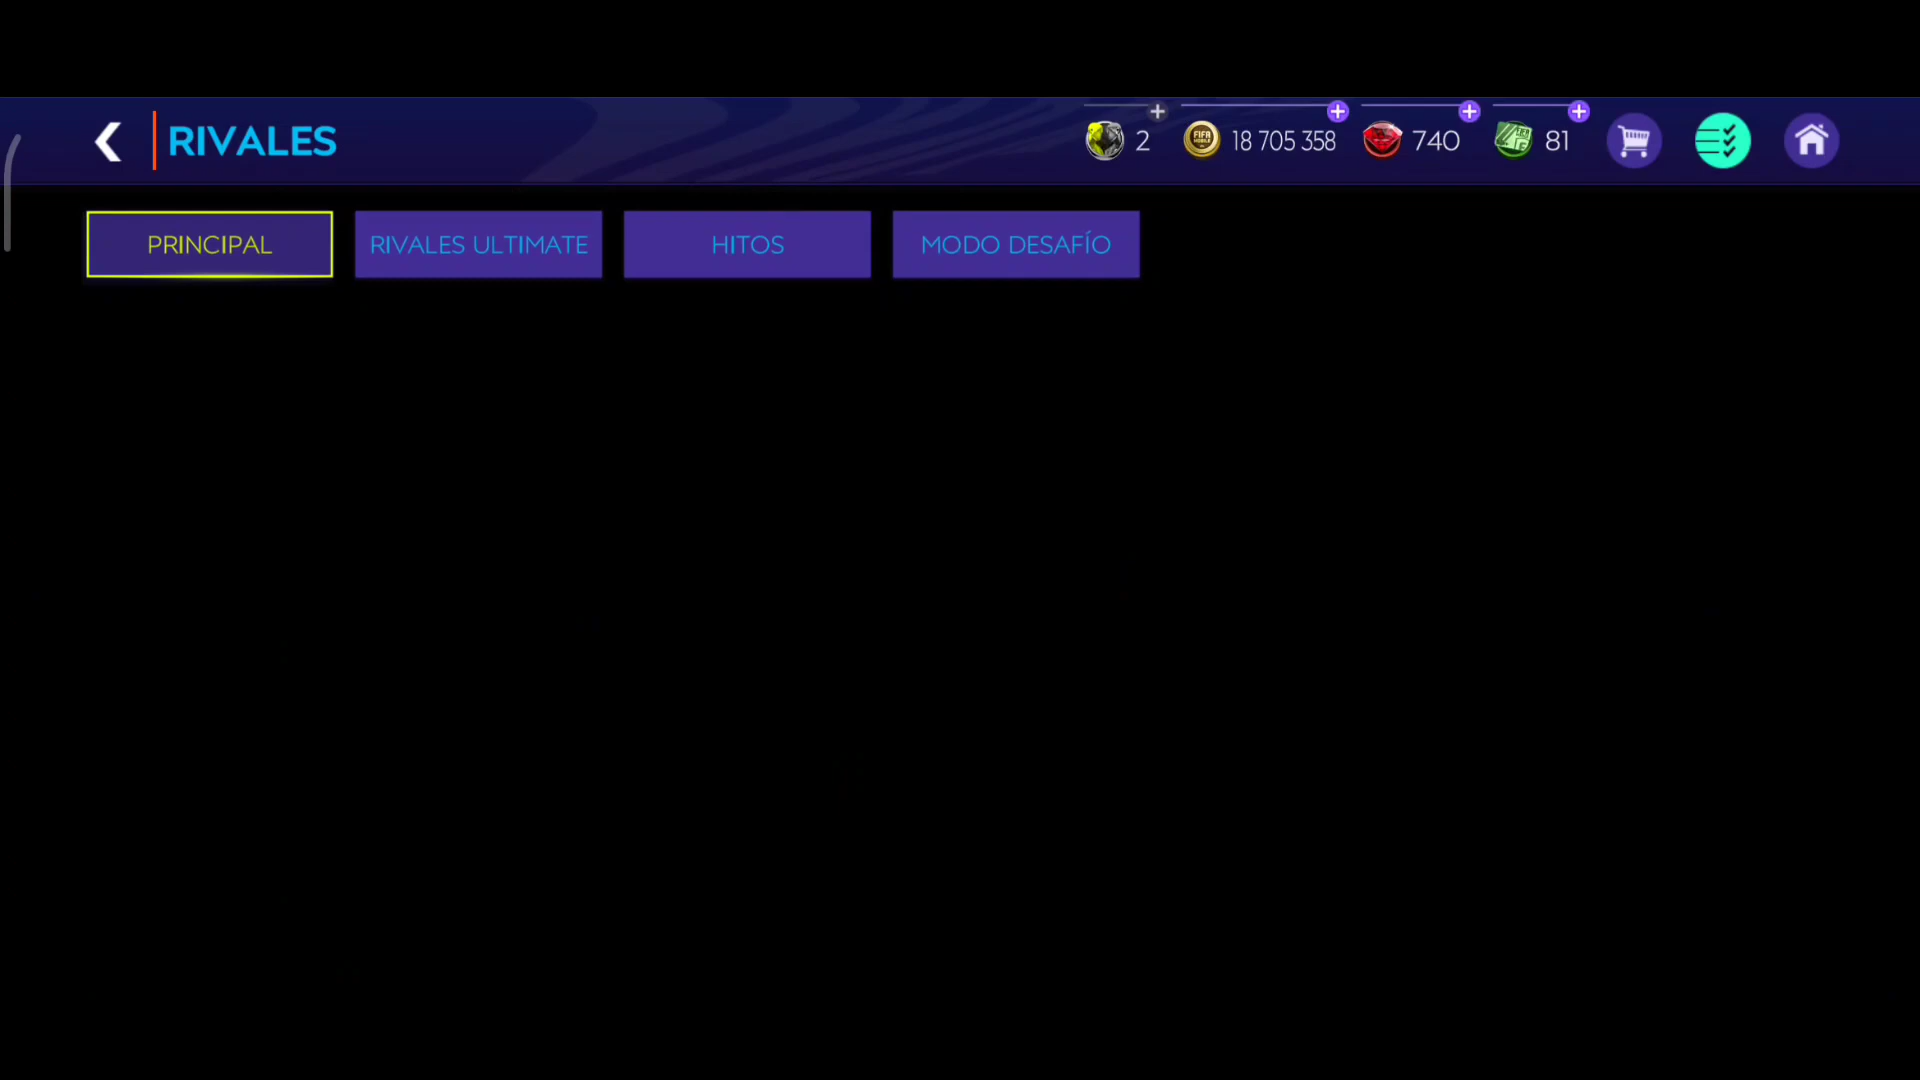 RIVALES
2
18 705 358
740
81
PRINCIPAL
RIVALES ULTIMATE
HITOS
MODO DESAFÍO